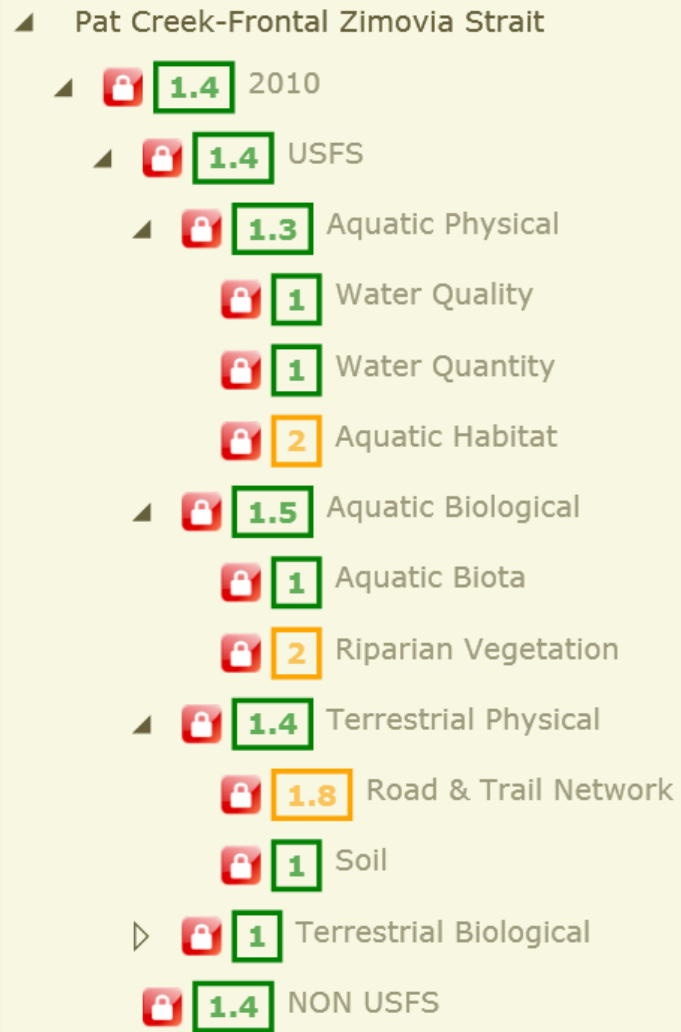 Pat Creek-Frontal Zimovia Strait
1.4 2010
1.4 USFS
1.3 Aquatic Physical
1 Water Quality
1 Water Quantity
2 Aquatic Habitat
1.5 Aquatic Biological
1 Aquatic Biota
2 Riparian Vegetation
1.4 Terrestrial Physical
1.8 Road & Trail Network
1 Soil
1 Terrestrial Biological
1.4 NON USFS